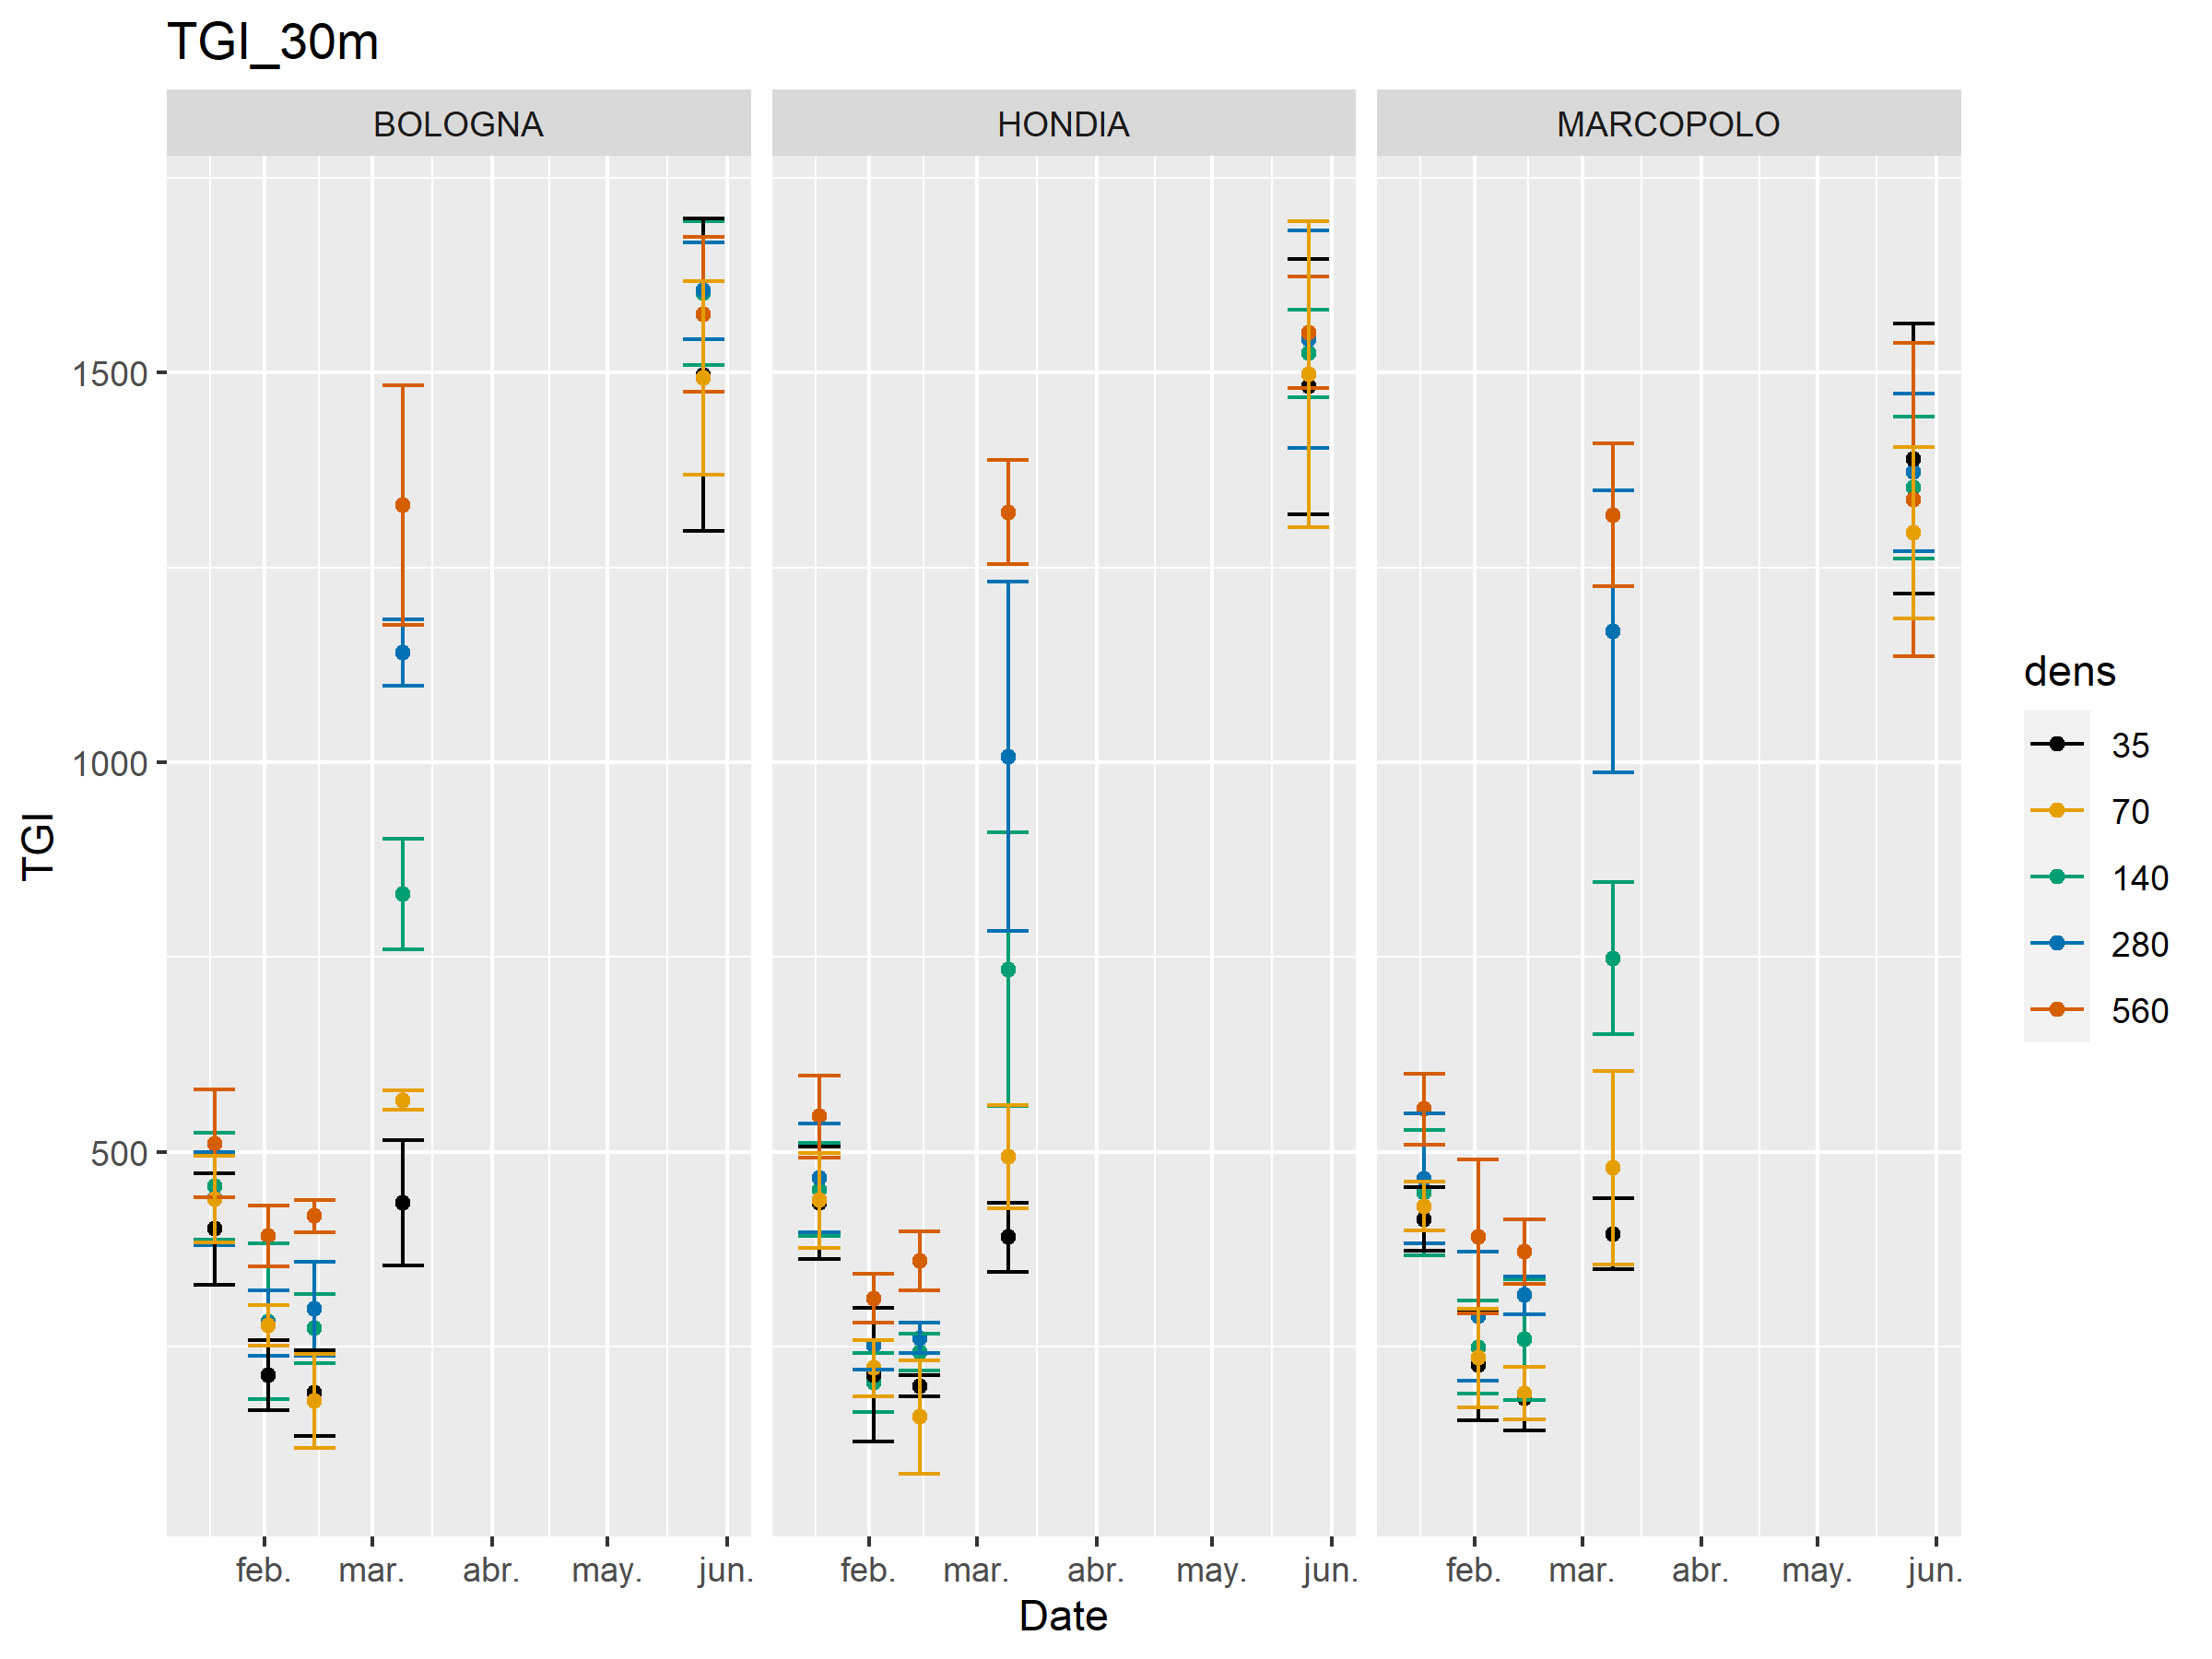 TGI_30m
BOLOGNA HONDIA MARCOPOLO
1500
1000
500
TGI
feb. mar. abr. may. jun. feb. mar. abr. may. jun. feb. mar. abr. may. jun.
Date
dens
35
70
140
280
560